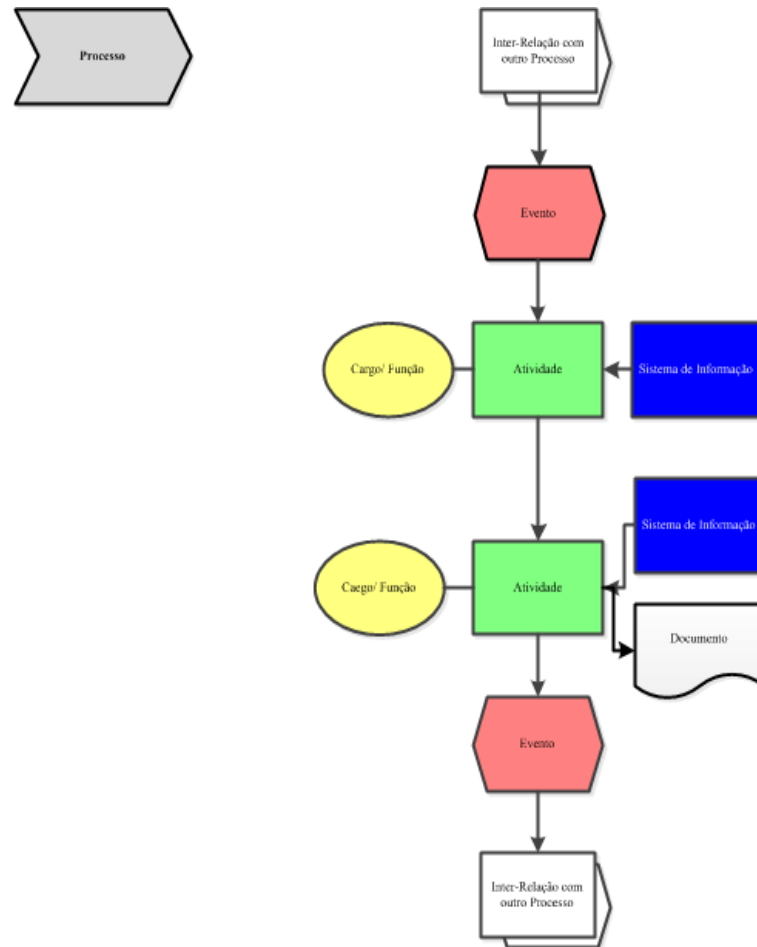 Processo
Inter-Relação com
outro Processo
Evento
Cargo/ Função
Atividade
Sistema de Informação
Sistema de Informação
Caego/ Função
Atividade
Documento
Evento
Inter-Relação com
outro Processo